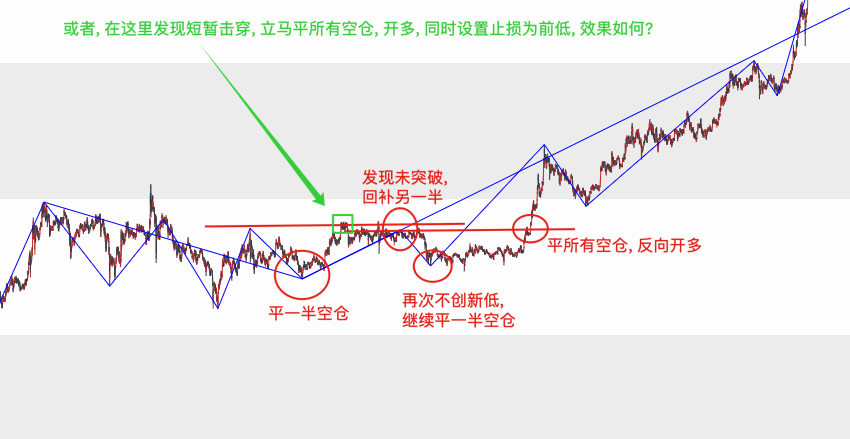 或者, 在这里发现短暂击穿, 立马平所有空仓, 开多, 同时设置止损为前低, 效果如何?
发现未突破,
回补另一半
平所有空仓, 反向开多
再次不创新低,
继续平一半空仓
平一半空仓